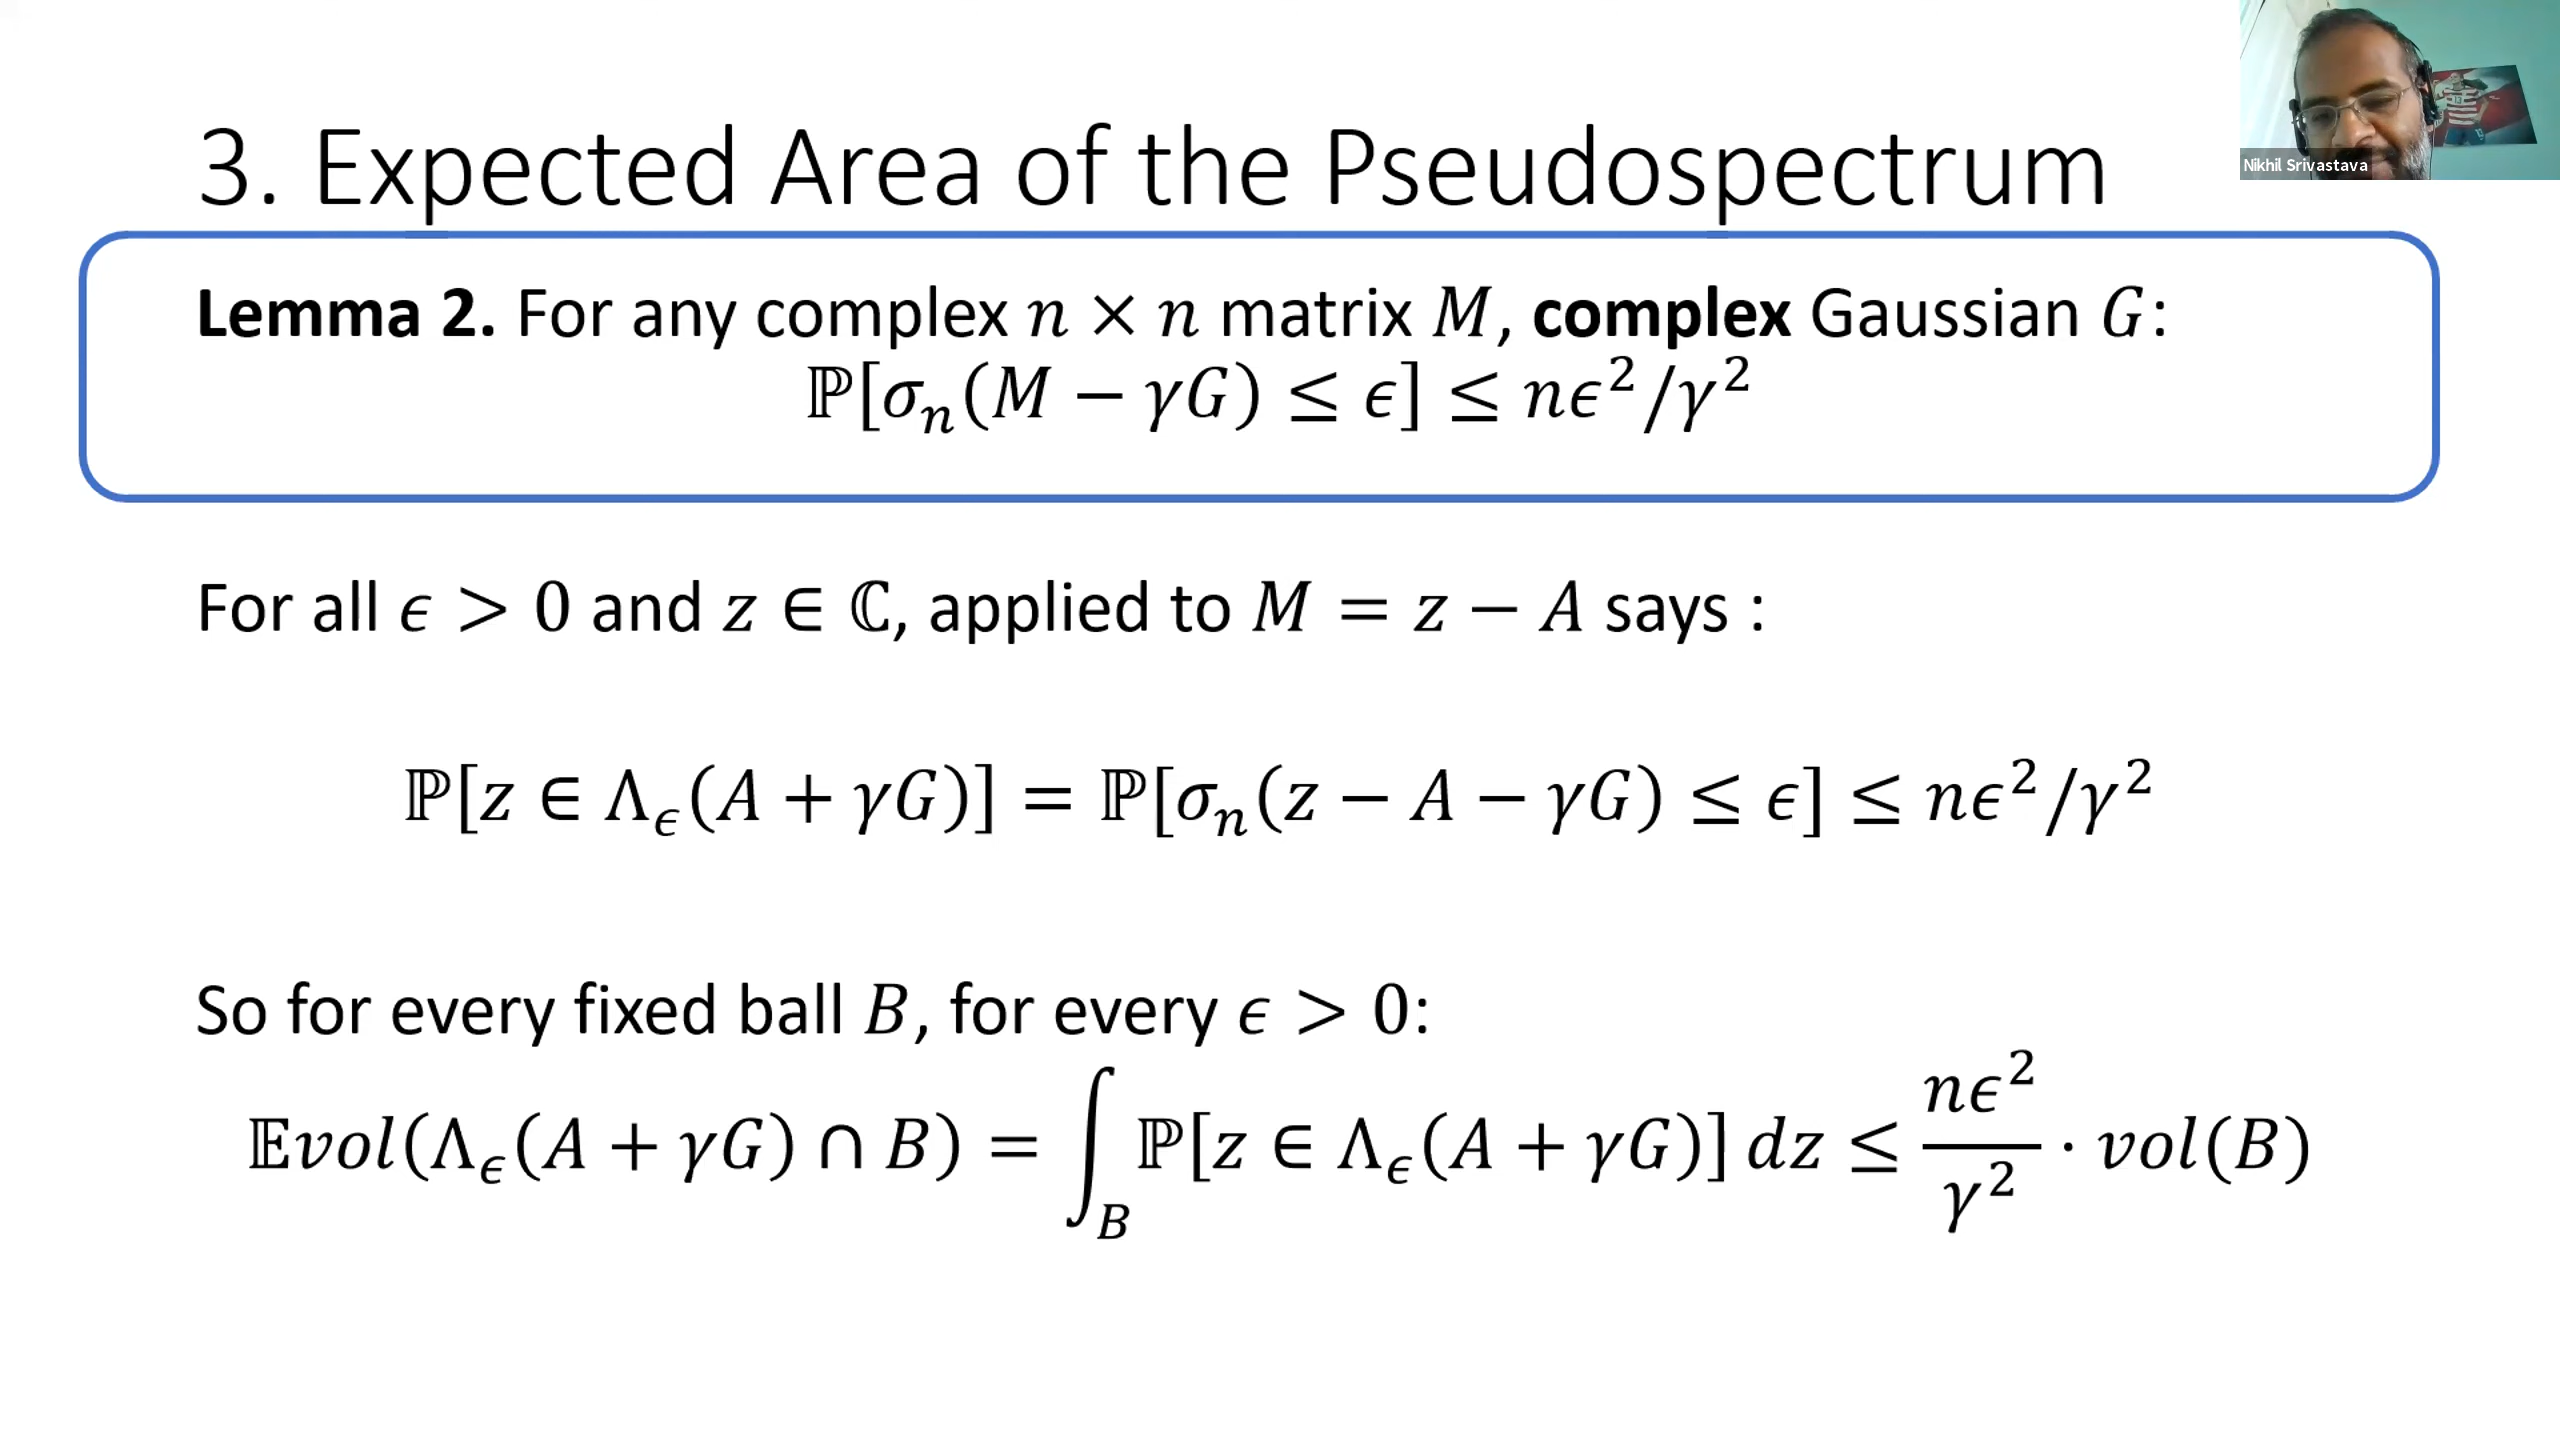 3. Expected Area of the Pseudospectrum
Nikhil Srivastava
Lemma 2. For any complex n × n matrix M, complex Gaussian G:
ℙ[σₙ(M − γG) ≤ ϵ] ≤ nϵ²/γ²
For all ϵ > 0 and z ∈ ℂ, applied to M = z − A says :
ℙ[z ∈ Λ_ϵ(A + γG)] = ℙ[σₙ(z − A − γG) ≤ ϵ] ≤ nϵ²/γ²
So for every fixed ball B, for every ϵ > 0:
𝔼vol(Λ_ϵ(A + γG) ∩ B) = ∫_B ℙ[z ∈ Λ_ϵ(A + γG)] dz ≤ nϵ²/γ² · vol(B)